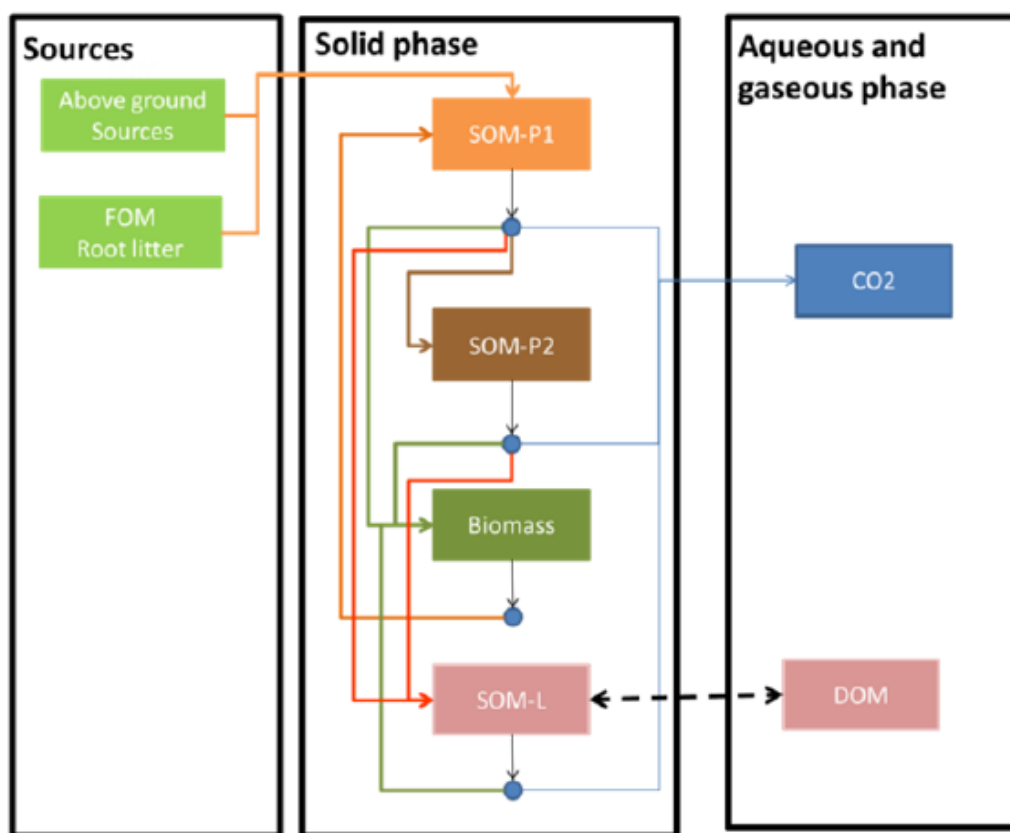 Sources
Above ground
Sources
FOM
Root litter
Solid phase
SOM-P1
SOM-P2
Biomass
SOM-L
Aqueous and
gaseous phase
CO2
DOM